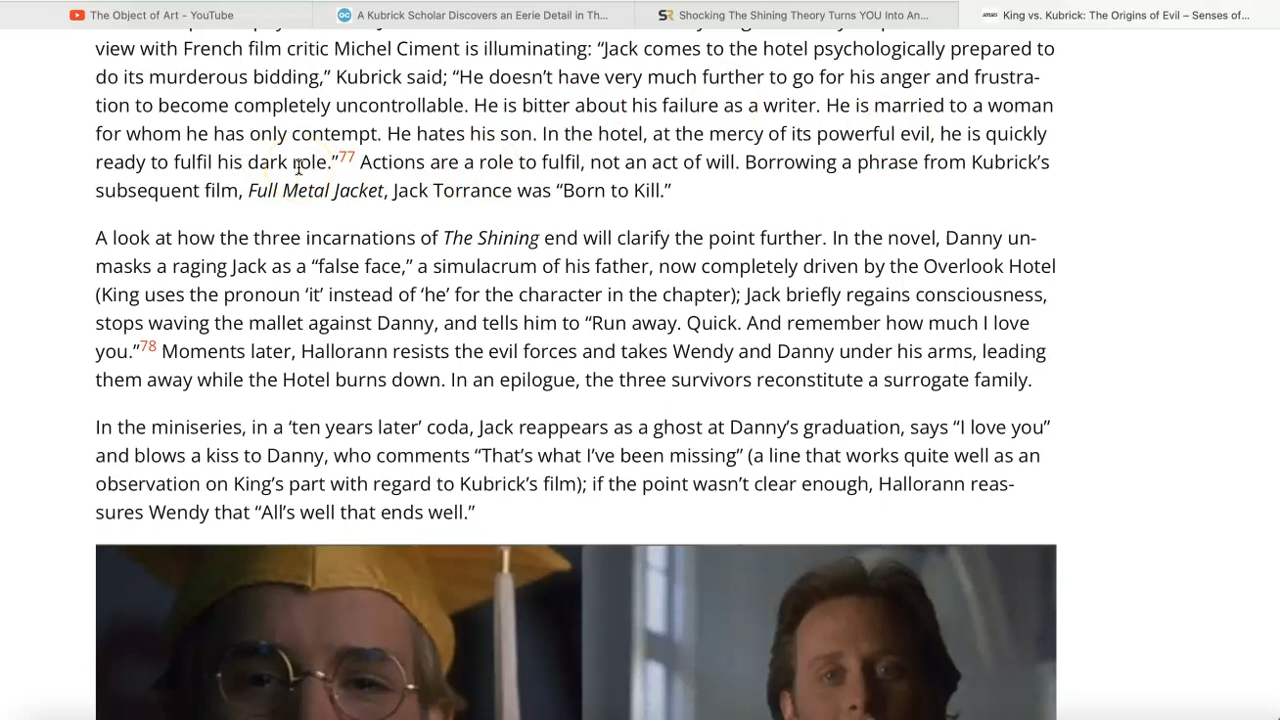 The Object of Art – YouTube
A Kubrick Scholar Discovers an Eerie Detail in Th...
Shocking The Shining Theory Turns YOU Into An...
King vs. Kubrick: The Origins of Evil – Senses of...
view with French film critic Michel Ciment is illuminating: “Jack comes to the hotel psychologically prepared to
do its murderous bidding,” Kubrick said; “He doesn’t have very much further to go for his anger and frustra-
tion to become completely uncontrollable. He is bitter about his failure as a writer. He is married to a woman
for whom he has only contempt. He hates his son. In the hotel, at the mercy of its powerful evil, he is quickly
ready to fulfil his dark role.”77 Actions are a role to fulfil, not an act of will. Borrowing a phrase from Kubrick’s
subsequent film, Full Metal Jacket, Jack Torrance was “Born to Kill.”
A look at how the three incarnations of The Shining end will clarify the point further. In the novel, Danny un-
masks a raging Jack as a “false face,” a simulacrum of his father, now completely driven by the Overlook Hotel
(King uses the pronoun ‘it’ instead of ‘he’ for the character in the chapter); Jack briefly regains consciousness,
stops waving the mallet against Danny, and tells him to “Run away. Quick. And remember how much I love
you.”78 Moments later, Hallorann resists the evil forces and takes Wendy and Danny under his arms, leading
them away while the Hotel burns down. In an epilogue, the three survivors reconstitute a surrogate family.
In the miniseries, in a ‘ten years later’ coda, Jack reappears as a ghost at Danny’s graduation, says “I love you”
and blows a kiss to Danny, who comments “That’s what I’ve been missing” (a line that works quite well as an
observation on King’s part with regard to Kubrick’s film); if the point wasn’t clear enough, Hallorann reas-
sures Wendy that “All’s well that ends well.”